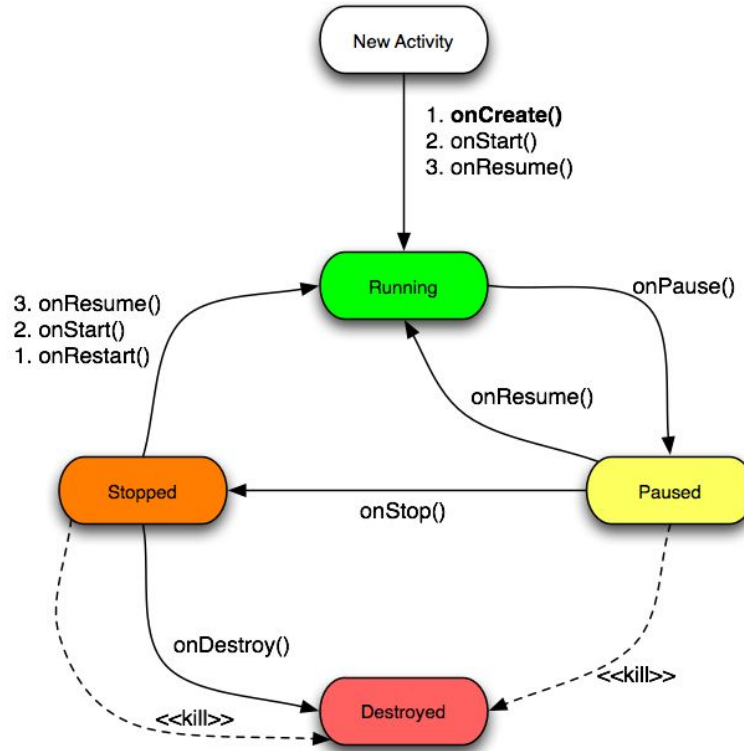 New Activity
1. onCreate()
2. onStart()
3. onResume()
Running
onPause()
3. onResume()
2. onStart()
1. onRestart()
onResume()
Stopped
Paused
onStop()
onDestroy()
<<kill>>
<<kill>>
Destroyed